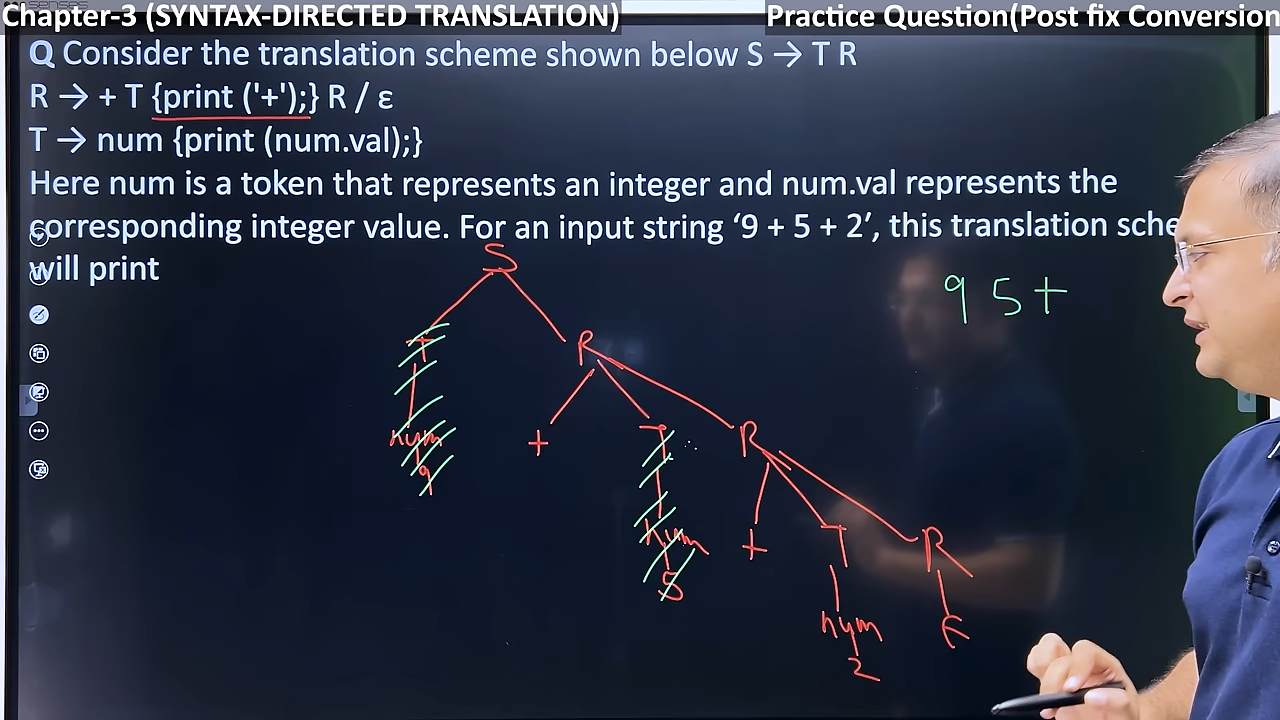 Chapter-3 (SYNTAX-DIRECTED TRANSLATION)
Practice Question(Post fix Conversion
Q Consider the translation scheme shown below S → T R
R → + T {print ('+');} R / ε
T → num {print (num.val);}
Here num is a token that represents an integer and num.val represents the
corresponding integer value. For an input string ‘9 + 5 + 2’, this translation sche
will print
S
9 5 +
T R
num + T R
9
num + T R
5
num ε
2